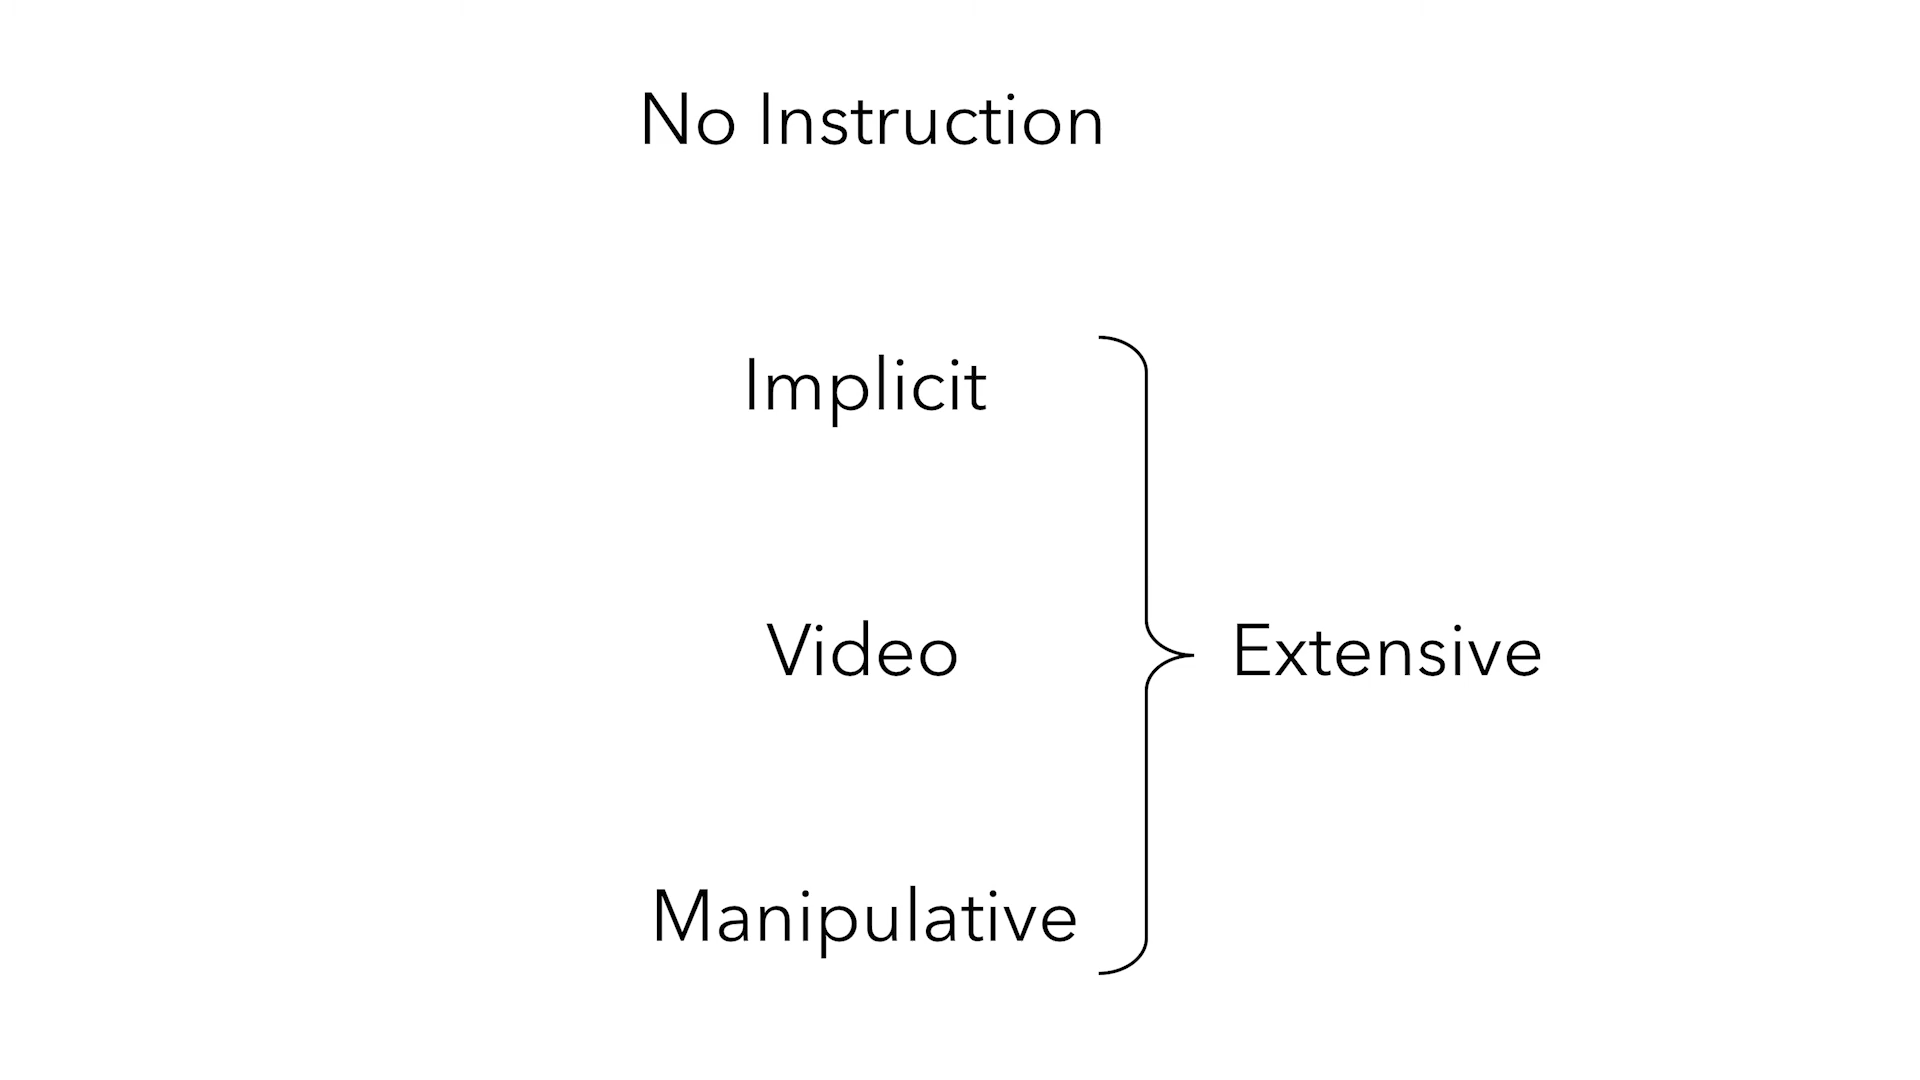 No Instruction
Implicit
Video
Extensive
Manipulative